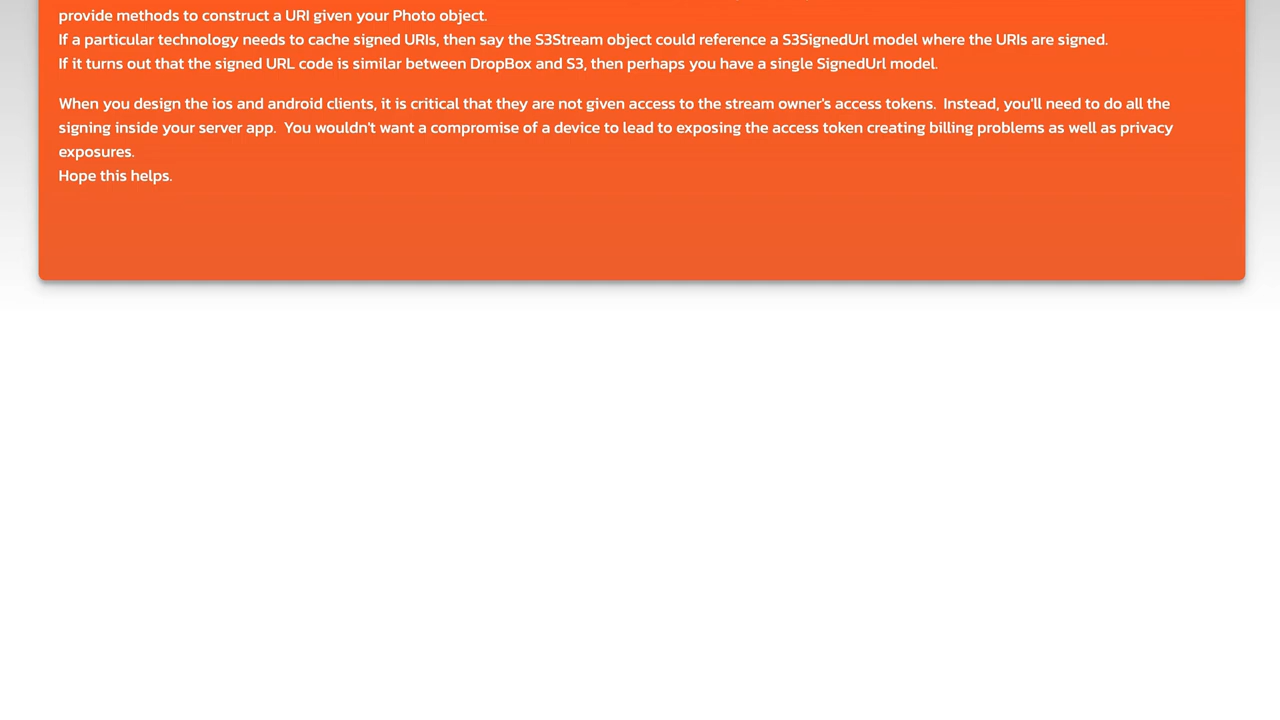 provide methods to construct a URI given your Photo object.
If a particular technology needs to cache signed URIs, then say the S3Stream object could reference a S3SignedUrl model where the URIs are signed.
If it turns out that the signed URL code is similar between DropBox and S3, then perhaps you have a single SignedUrl model.
When you design the ios and android clients, it is critical that they are not given access to the stream owner's access tokens.  Instead, you'll need to do all the
signing inside your server app.  You wouldn't want a compromise of a device to lead to exposing the access token creating billing problems as well as privacy
exposures.
Hope this helps.